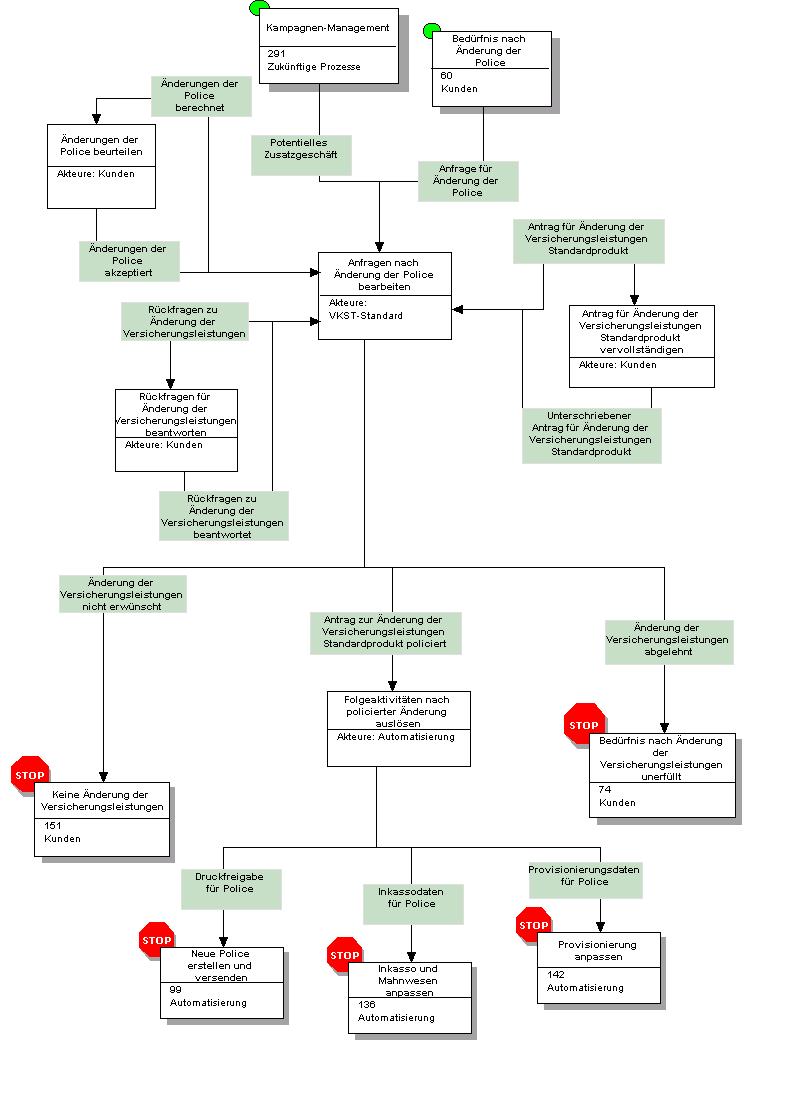 Kampagnen-Management
291
Zukünftige Prozesse
Bedürfnis nach
Änderung der
Police
60
Kunden
Änderungen der
Police
berechnet
Änderungen der
Police beurteilen
Akteure: Kunden
Potentielles
Zusatzgeschäft
Anfrage für
Änderung der
Police
Änderungen der
Police
akzeptiert
Anfragen nach
Änderung der Police
bearbeiten
Akteure:
VKST-Standard
Antrag für Änderung der
Versicherungsleistungen
Standardprodukt
Antrag für Änderung der
Versicherungsleistungen
Standardprodukt
vervollständigen
Akteure: Kunden
Rückfragen zu
Änderung der
Versicherungsleistungen
Rückfragen für
Änderung der
Versicherungsleistungen
beantworten
Akteure: Kunden
Unterschriebener
Antrag für Änderung der
Versicherungsleistungen
Standardprodukt
Rückfragen zu
Änderung der
Versicherungsleistungen
beantwortet
Änderung der
Versicherungsleistungen
nicht erwünscht
Antrag zur Änderung der
Versicherungsleistungen
Standardprodukt policiert
Änderung der
Versicherungsleistungen
abgelehnt
Folgeaktivitäten nach
policierter Änderung
auslösen
Akteure: Automatisierung
STOP
Bedürfnis nach Änderung
der
Versicherungsleistungen
unerfüllt
74
Kunden
STOP
Keine Änderung der
Versicherungsleistungen
151
Kunden
Druckfreigabe
für Police
Inkassodaten
für Police
Provisionierungsdaten
für Police
STOP
Neue Police
erstellen und
versenden
99
Automatisierung
STOP
Inkasso und
Mahnwesen
anpassen
136
Automatisierung
STOP
Provisionierung
anpassen
142
Automatisierung